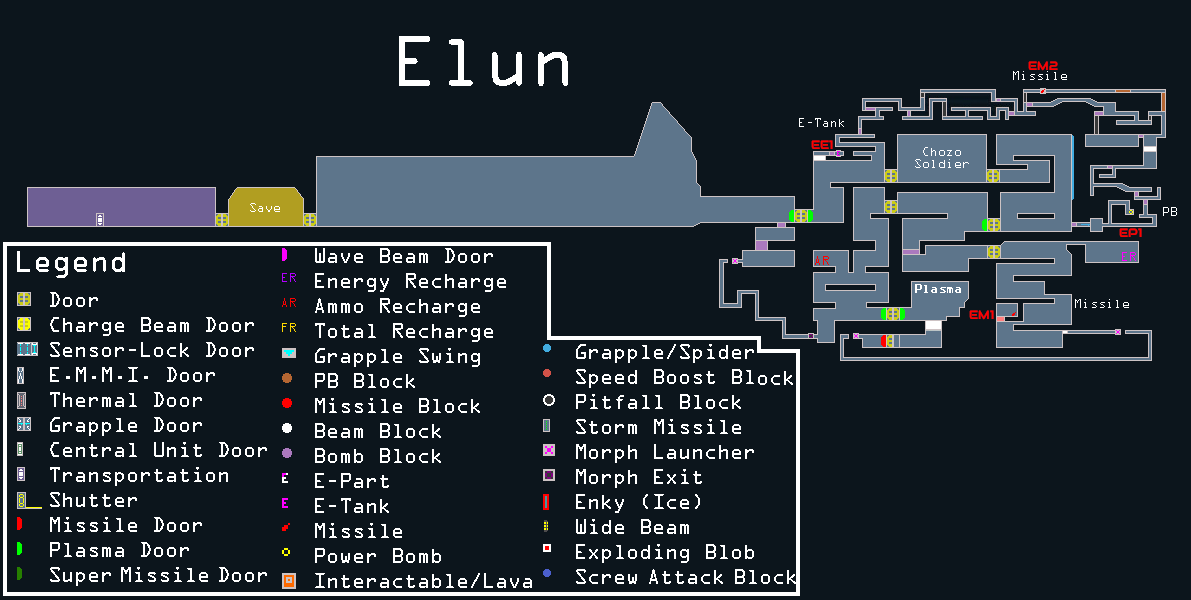 Elun
EM2
Missile
E-Tank
EE1
Chozo
Soldier
Save
PB
EP1
AR
EE
Plasma
Missile
EM1
Legend
Door
Charge Beam Door
Sensor-Lock Door
E.M.M.I. Door
Thermal Door
Grapple Door
Central Unit Door
Transportation
Shutter
Missile Door
Plasma Door
Super Missile Door
Wave Beam Door
ER Energy Recharge
AR Ammo Recharge
FR Total Recharge
Grapple Swing
PB Block
Missile Block
Beam Block
Bomb Block
E E-Part
E E-Tank
Missile
Power Bomb
Interactable/Lava
Grapple/Spider
Speed Boost Block
Pitfall Block
Storm Missile
Morph Launcher
Morph Exit
Enky (Ice)
Wide Beam
Exploding Blob
Screw Attack Block